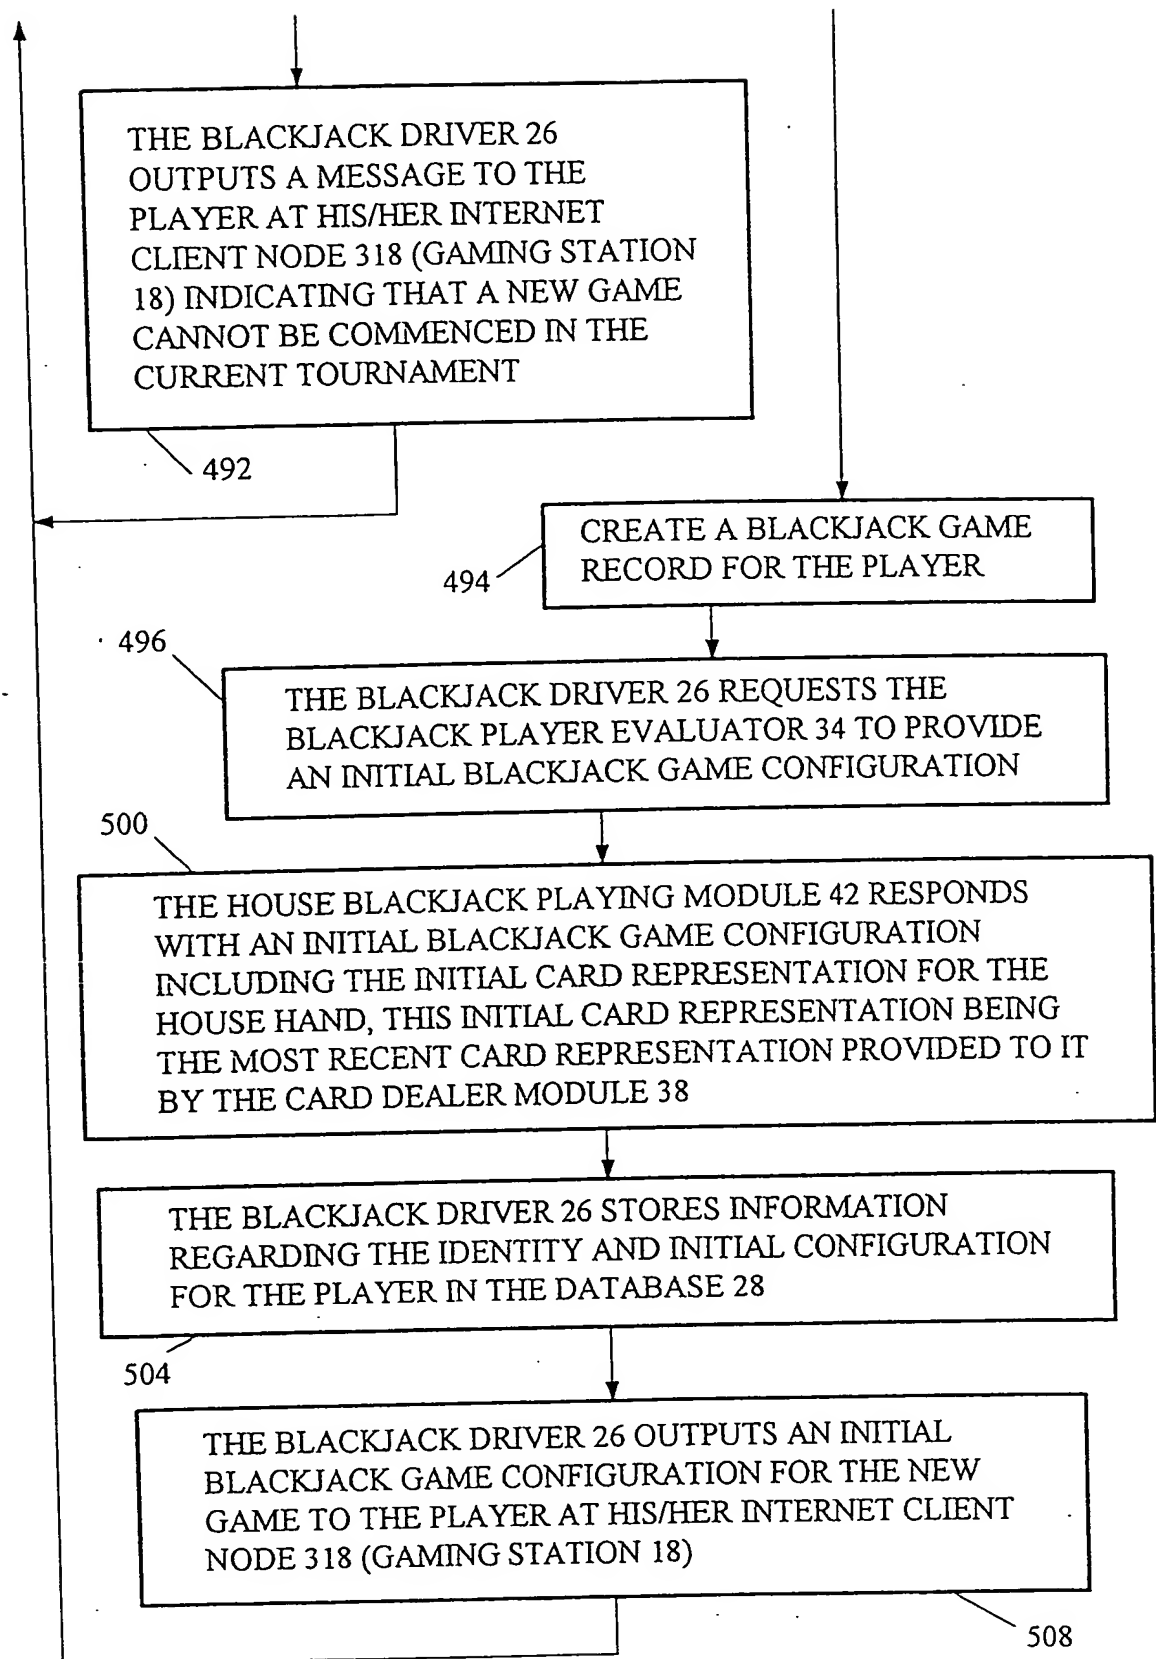 THE BLACKJACK DRIVER 26
OUTPUTS A MESSAGE TO THE
PLAYER AT HIS/HER INTERNET
CLIENT NODE 318 (GAMING STATION
18) INDICATING THAT A NEW GAME
CANNOT BE COMMENCED IN THE
CURRENT TOURNAMENT
492
CREATE A BLACKJACK GAME
RECORD FOR THE PLAYER
494
496
THE BLACKJACK DRIVER 26 REQUESTS THE
BLACKJACK PLAYER EVALUATOR 34 TO PROVIDE
AN INITIAL BLACKJACK GAME CONFIGURATION
500
THE HOUSE BLACKJACK PLAYING MODULE 42 RESPONDS
WITH AN INITIAL BLACKJACK GAME CONFIGURATION
INCLUDING THE INITIAL CARD REPRESENTATION FOR THE
HOUSE HAND, THIS INITIAL CARD REPRESENTATION BEING
THE MOST RECENT CARD REPRESENTATION PROVIDED TO IT
BY THE CARD DEALER MODULE 38
THE BLACKJACK DRIVER 26 STORES INFORMATION
REGARDING THE IDENTITY AND INITIAL CONFIGURATION
FOR THE PLAYER IN THE DATABASE 28
504
THE BLACKJACK DRIVER 26 OUTPUTS AN INITIAL
BLACKJACK GAME CONFIGURATION FOR THE NEW
GAME TO THE PLAYER AT HIS/HER INTERNET CLIENT
NODE 318 (GAMING STATION 18)
508